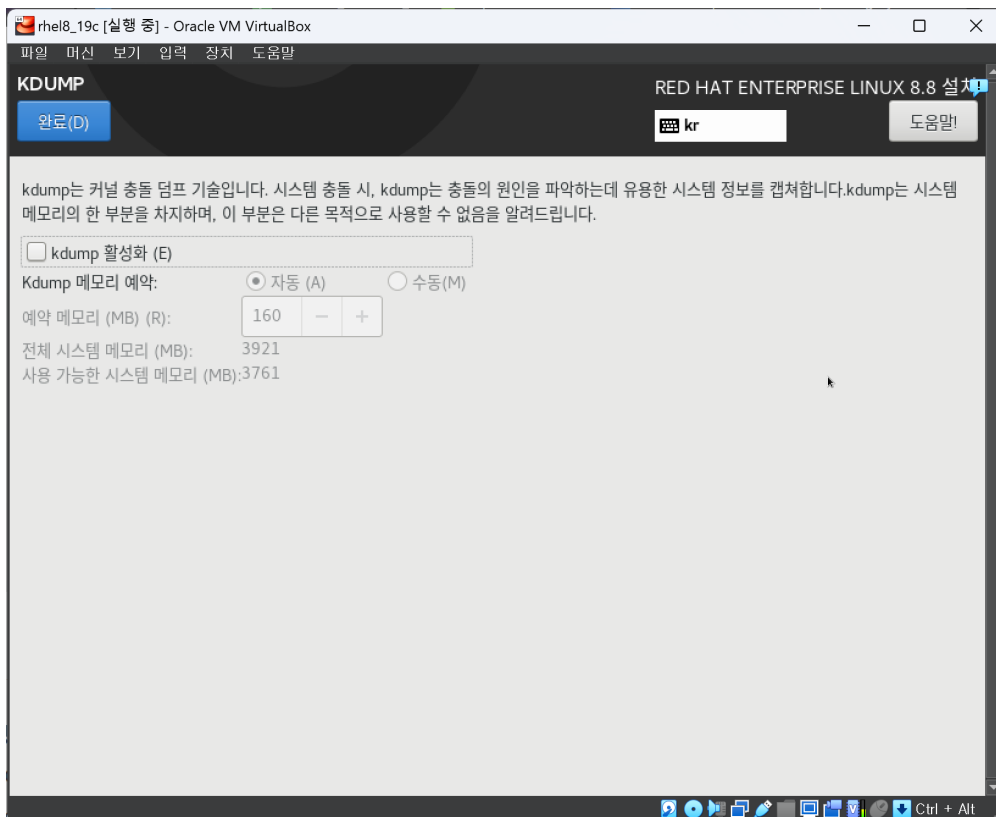 rhel8_19c [실행 중] - Oracle VM VirtualBox
파일 머신 보기 입력 장치 도움말
KDUMP
RED HAT ENTERPRISE LINUX 8.8 설치
완료(D)
kr
도움말!
kdump는 커널 충돌 덤프 기술입니다. 시스템 충돌 시, kdump는 충돌의 원인을 파악하는데 유용한 시스템 정보를 캡쳐합니다.kdump는 시스템
메모리의 한 부분을 차지하며, 이 부분은 다른 목적으로 사용할 수 없음을 알려드립니다.
kdump 활성화 (E)
Kdump 메모리 예약: 자동 (A) 수동(M)
예약 메모리 (MB) (R): 160 − +
전체 시스템 메모리 (MB): 3921
사용 가능한 시스템 메모리 (MB):3761
Ctrl + Alt